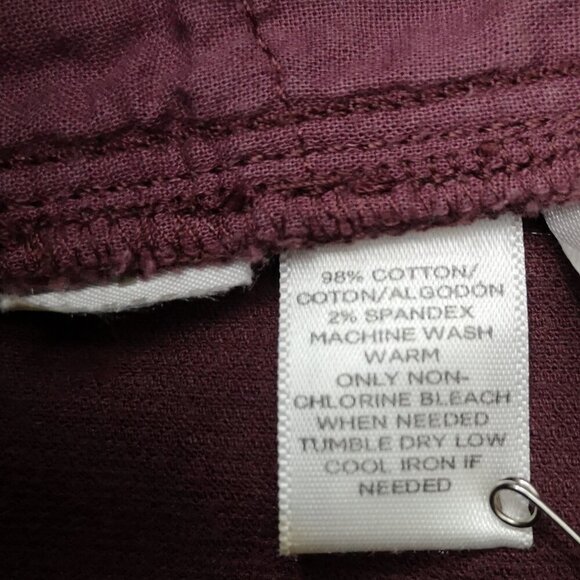 98% COTTON/
COTON/ALGODÓN
2% SPANDEX
MACHINE WASH
WARM
ONLY NON-
CHLORINE BLEACH
WHEN NEEDED
TUMBLE DRY LOW
COOL IRON IF
NEEDED